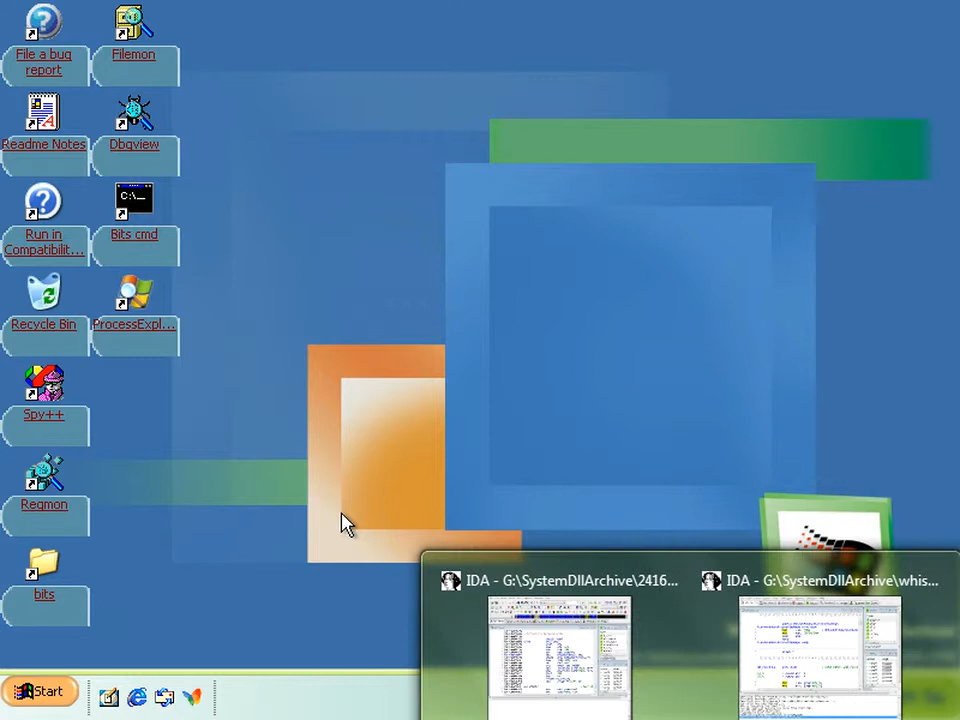 File a bug
report
Filemon
Readme Notes
Dbgview
C:\_
Run in
Compatibilit...
Bits cmd
Recycle Bin
ProcessExpl...
Spy++
Regmon
bits
IDA - G:\SystemDllArchive\2416...
IDA - G:\SystemDllArchive\whis...
Start